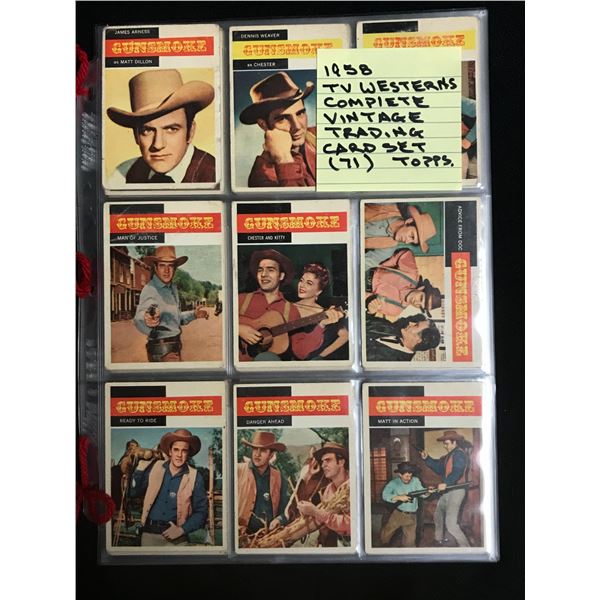 JAMES ARNESS
GUNSMOKE
AS MATT DILLON
DENNIS WEAVER
GUNSMOKE
AS CHESTER
GUNSMOKE
1958
TV WESTERNS
COMPLETE
VINTAGE
TRADING
CARD SET
(71) TOPPS.
GUNSMOKE
MAN OF JUSTICE
GUNSMOKE
CHESTER AND KITTY
ADVICE FROM DOC
GUNSMOKE
GUNSMOKE
READY TO RIDE
GUNSMOKE
DANGER AHEAD
GUNSMOKE
MATT IN ACTION